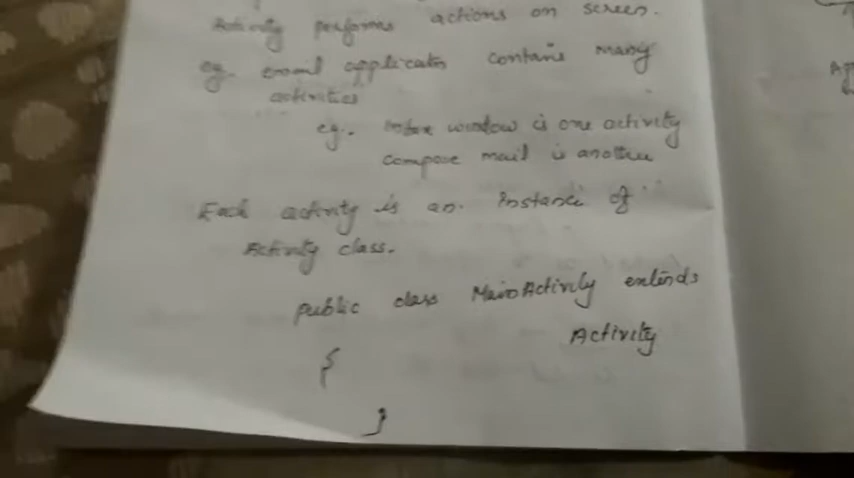 Activity performs actions on screen.
eg. email application contains many
activities
eg. inbox window is one activity
compose mail is another
Each activity is an instance of
Activity class.
public class MainActivity extends
Activity
{
}
Ap